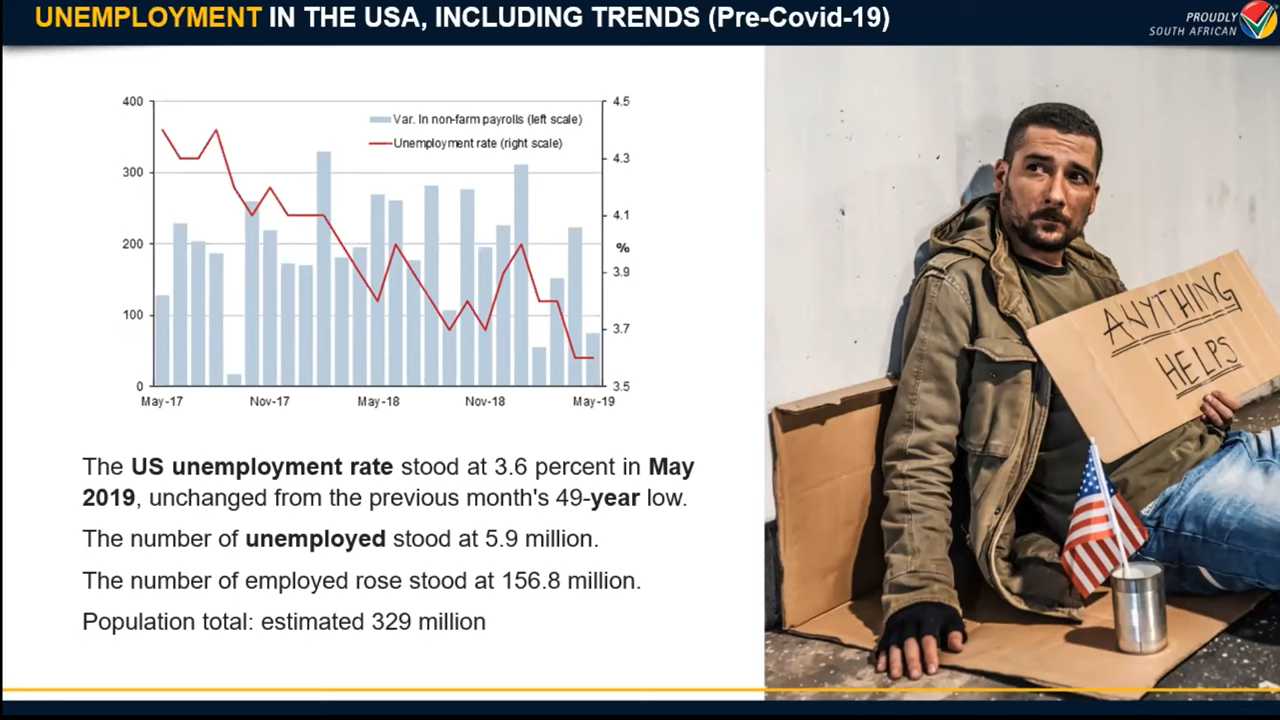 UNEMPLOYMENT IN THE USA, INCLUDING TRENDS (Pre-Covid-19)
PROUDLY
SOUTH AFRICAN
400
300
200
100
0
Var. In non-farm payrolls (left scale)
Unemployment rate (right scale)
4.5
4.3
4.1
%
3.9
3.7
3.5
May-17
Nov-17
May-18
Nov-18
May-19
ANYTHING
HELPS
The US unemployment rate stood at 3.6 percent in May
2019, unchanged from the previous month's 49-year low.
The number of unemployed stood at 5.9 million.
The number of employed rose stood at 156.8 million.
Population total: estimated 329 million